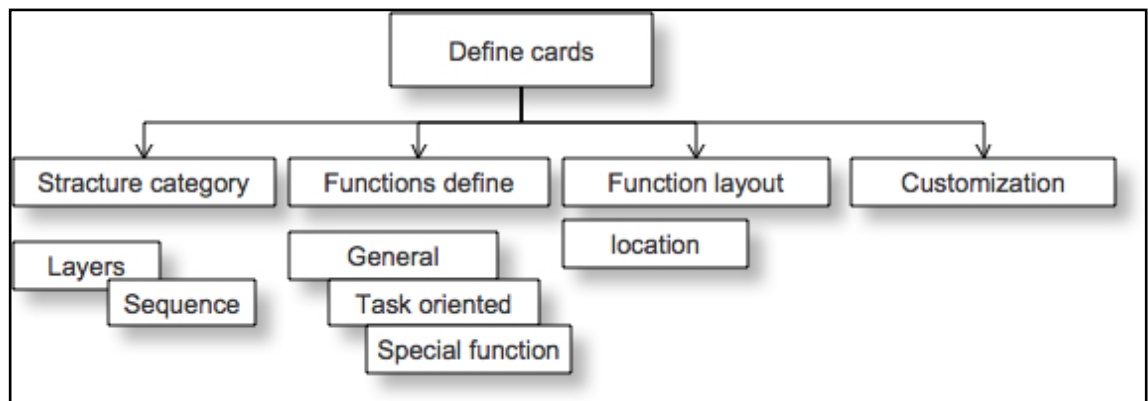 Define cards
Stracture category
Functions define
Function layout
Customization
Layers
Sequence
General
Task oriented
Special function
location